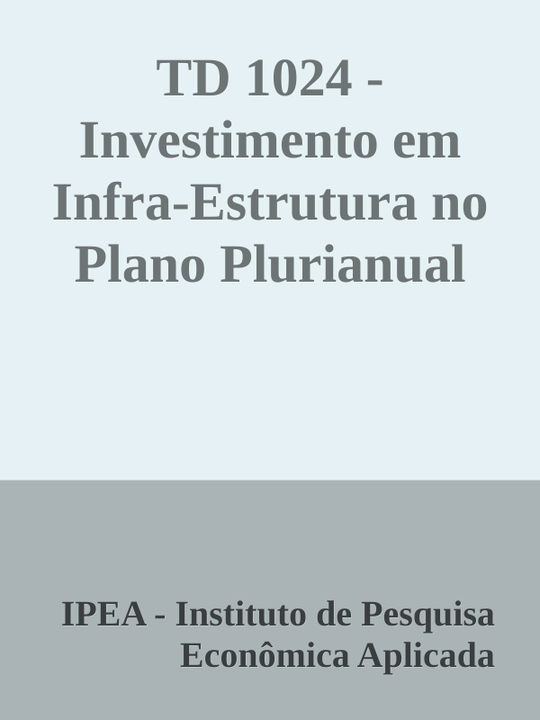 TD 1024 -
Investimento em
Infra-Estrutura no
Plano Plurianual
IPEA - Instituto de Pesquisa
Econômica Aplicada